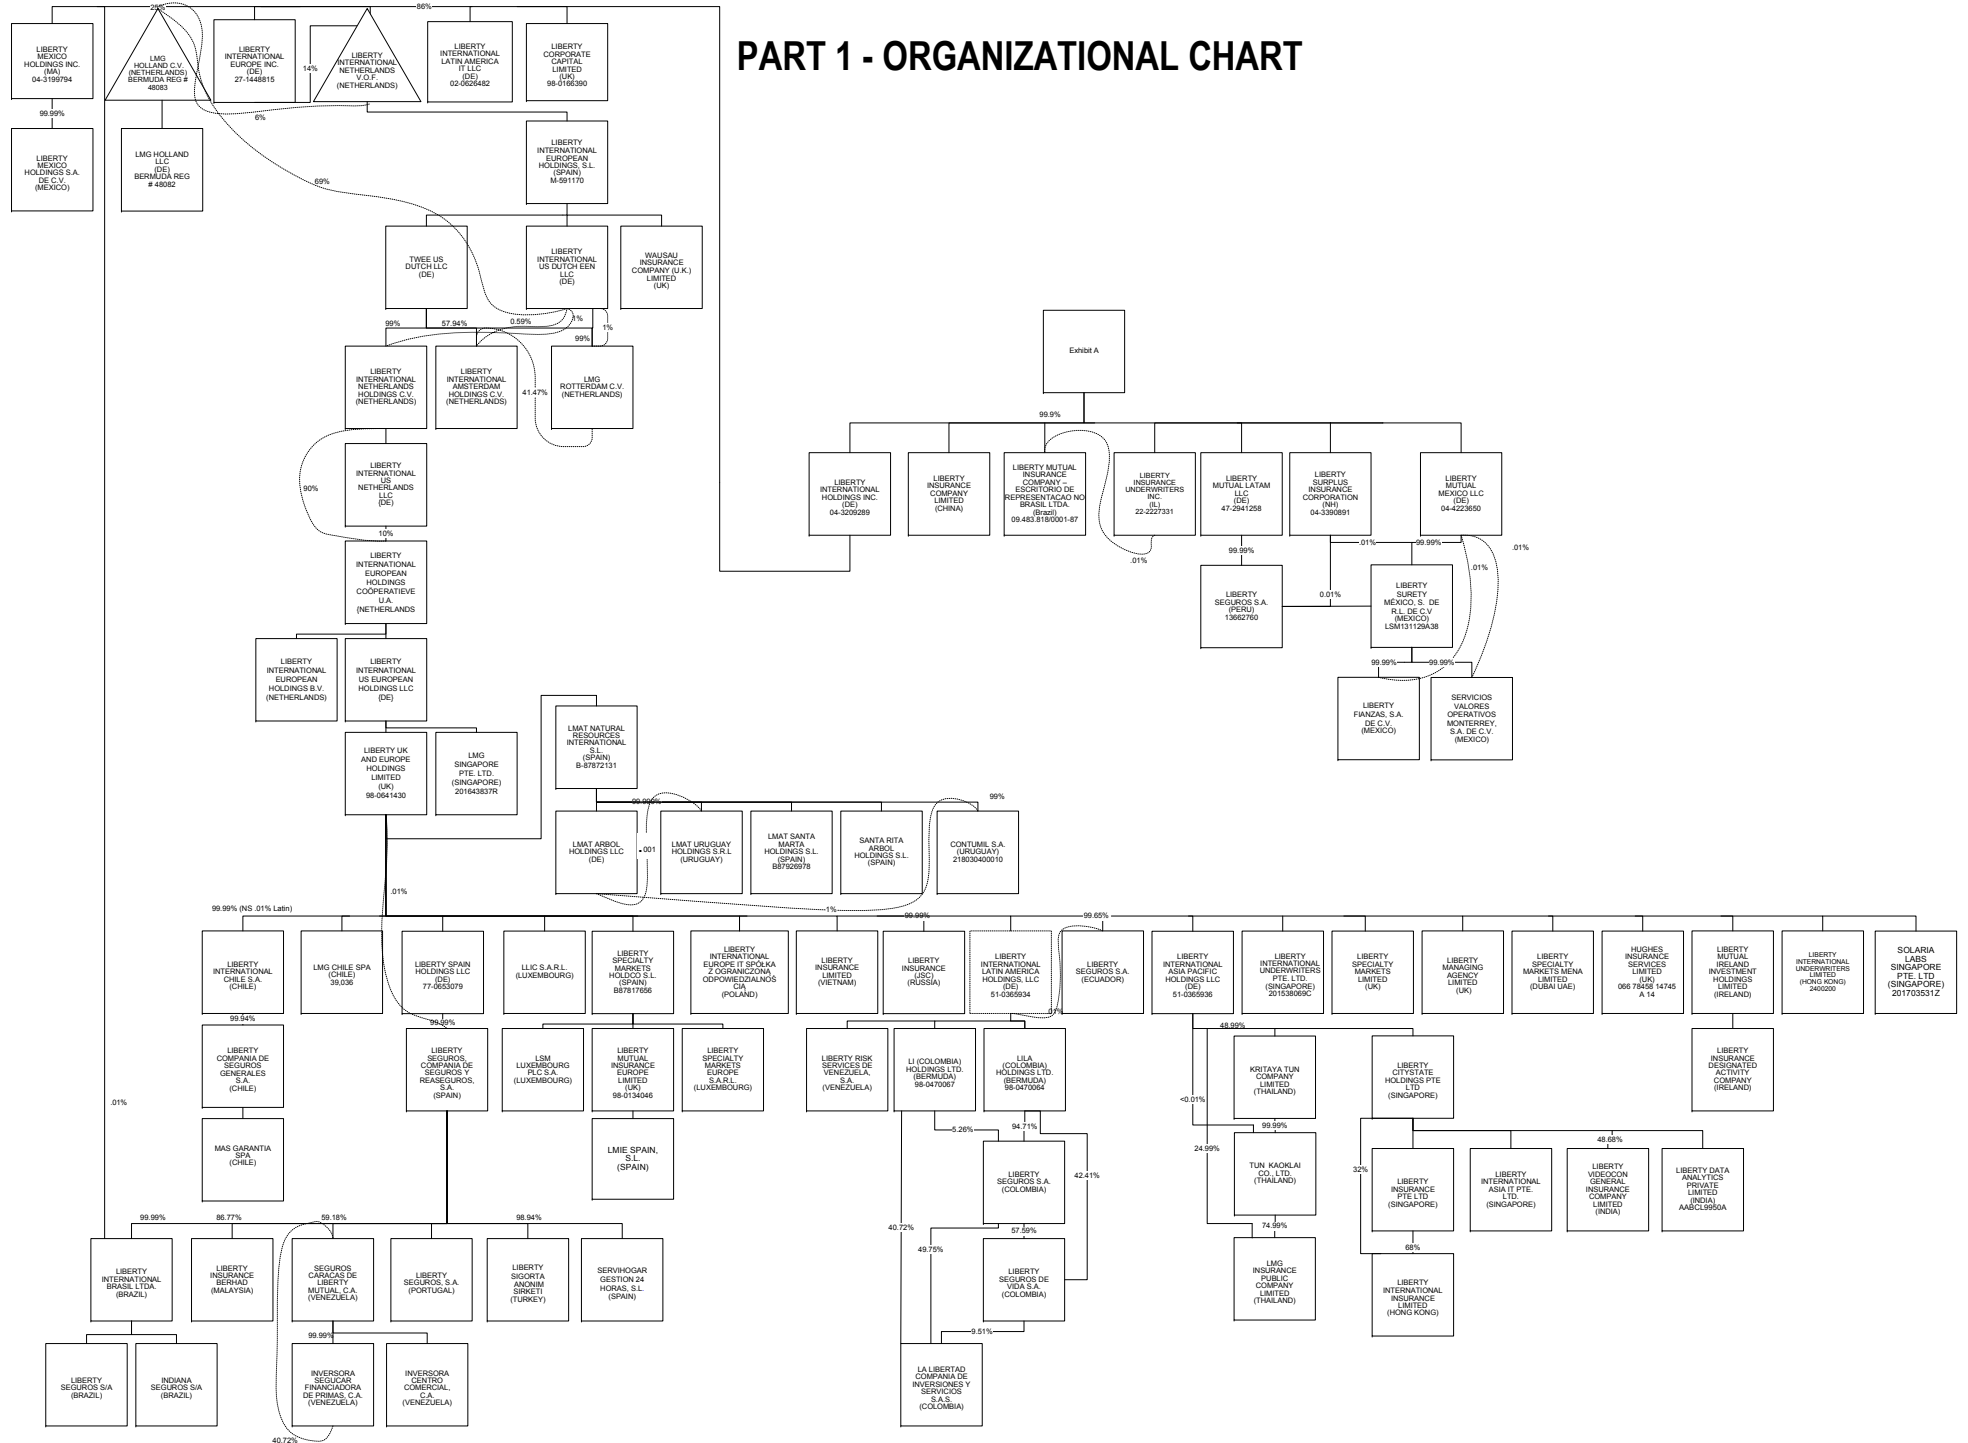 PART 1 - ORGANIZATIONAL CHART
25%
86%
LIBERTY
MEXICO
HOLDINGS INC.
(MA)
04-3199794
LMG
HOLLAND C.V.
(NETHERLANDS)
BERMUDA REG #
48083
LIBERTY
INTERNATIONAL
EUROPE INC.
(DE)
27-1448815
14%
LIBERTY
INTERNATIONAL
NETHERLANDS
V.O.F.
(NETHERLANDS)
LIBERTY
INTERNATIONAL
LATIN AMERICA
IT LLC
(DE)
02-0626482
LIBERTY
CORPORATE
CAPITAL
LIMITED
(UK)
98-0166390
99.99%
6%
LIBERTY
MEXICO
HOLDINGS S.A.
DE C.V.
(MEXICO)
LMG HOLLAND
LLC
(DE)
BERMUDA REG
# 48082
LIBERTY
INTERNATIONAL
EUROPEAN
HOLDINGS, S.L.
(SPAIN)
M-591170
69%
TWEE US
DUTCH LLC
(DE)
LIBERTY
INTERNATIONAL
US DUTCH EEN
LLC
(DE)
WAUSAU
INSURANCE
COMPANY (U.K.)
LIMITED
(UK)
99%
57.94%
0.59%
1%
1%
99%
LIBERTY
INTERNATIONAL
NETHERLANDS
HOLDINGS C.V.
(NETHERLANDS)
LIBERTY
INTERNATIONAL
AMSTERDAM
HOLDINGS C.V.
(NETHERLANDS)
41.47%
LMG
ROTTERDAM C.V.
(NETHERLANDS)
Exhibit A
99.9%
LIBERTY
INTERNATIONAL
US
NETHERLANDS
LLC
{DE)
90%
10%
LIBERTY
INTERNATIONAL
HOLDINGS INC.
(DE)
04-3209289
LIBERTY
INSURANCE
COMPANY
LIMITED
(CHINA)
LIBERTY MUTUAL
INSURANCE
COMPANY –
ESCRITORIO DE
REPRESENTACAO NO
BRASIL LTDA.
(Brazil)
09.483.818/0001-87
LIBERTY
INSURANCE
UNDERWRITERS
INC.
(IL)
22-2227331
LIBERTY
MUTUAL LATAM
LLC
(DE)
47-2941258
LIBERTY
SURPLUS
INSURANCE
CORPORATION
(NH)
04-3390891
LIBERTY
MUTUAL
MEXICO LLC
(DE)
04-4223650
.01%
99.99%
.01%
99.99%
.01%
.01%
LIBERTY
INTERNATIONAL
EUROPEAN
HOLDINGS
COÖPERATIEVE
U.A.
{NETHERLANDS
LIBERTY
SEGUROS S.A.
(PERU)
13662760
0.01%
LIBERTY
SURETY
MÉXICO, S. DE
R.L. DE C.V
(MEXICO)
LSM131129A38
99.99%
99.99%
LIBERTY
INTERNATIONAL
EUROPEAN
HOLDINGS B.V.
(NETHERLANDS)
LIBERTY
INTERNATIONAL
US EUROPEAN
HOLDINGS LLC
{DE}
LIBERTY
FIANZAS, S.A.
DE C.V.
(MEXICO)
SERVICIOS
VALORES
OPERATIVOS
MONTERREY,
S.A. DE C.V.
(MEXICO)
LIBERTY UK
AND EUROPE
HOLDINGS
LIMITED
(UK)
98-0641430
LMG
SINGAPORE
PTE. LTD.
(SINGAPORE)
201643837R
LMAT NATURAL
RESOURCES
INTERNATIONAL
S.L.
(SPAIN)
B-87872131
99.999%
99%
LMAT ARBOL
HOLDINGS LLC
(DE)
.001
LMAT URUGUAY
HOLDINGS S.R.L
(URUGUAY)
LMAT SANTA
MARTA
HOLDINGS S.L.
(SPAIN)
B87926978
SANTA RITA
ARBOL
HOLDINGS S.L.
(SPAIN)
CONTUMIL S.A.
(URUGUAY)
218030400010
.01%
1%
99.99% (NS .01% Latin)
99.99%
99.65%
LIBERTY
INTERNATIONAL
CHILE S.A.
(CHILE)
LMG CHILE SPA
(CHILE)
39,036
LIBERTY SPAIN
HOLDINGS LLC
(DE)
77-0653079
LLIC S.A.R.L.
(LUXEMBOURG)
LIBERTY
SPECIALTY
MARKETS
HOLDCO S.L.
(SPAIN)
B87817656
LIBERTY
INTERNATIONAL
EUROPE IT SPÓŁKA
Z OGRANICZONĄ
ODPOWIEDZIALNOŚ
CIĄ
(POLAND)
LIBERTY
INSURANCE
LIMITED
(VIETNAM)
LIBERTY
INSURANCE
(JSC)
(RUSSIA)
LIBERTY
INTERNATIONAL
LATIN AMERICA
HOLDINGS, LLC
(DE)
51-0365934
LIBERTY
SEGUROS S.A.
(ECUADOR)
LIBERTY
INTERNATIONAL
ASIA PACIFIC
HOLDINGS LLC
(DE)
51-0365936
LIBERTY
INTERNATIONAL
UNDERWRITERS
PTE. LTD.
(SINGAPORE)
201538069C
LIBERTY
SPECIALTY
MARKETS
LIMITED
(UK)
LIBERTY
MANAGING
AGENCY
LIMITED
(UK)
LIBERTY
SPECIALTY
MARKETS MENA
LIMITED
(DUBAI UAE)
HUGHES
INSURANCE
SERVICES
LIMITED
(UK)
066 78458 14745
A 14
LIBERTY
MUTUAL
IRELAND
INVESTMENT
HOLDINGS
LIMITED
(IRELAND)
LIBERTY
INTERNATIONAL
UNDERWRITERS
LIMITED
(HONG KONG)
2400200
SOLARIA
LABS
SINGAPORE
PTE. LTD
(SINGAPORE)
201703531Z
99.94%
99.99%
.01%
48.99%
LIBERTY
COMPANIA DE
SEGUROS
GENERALES
S.A.
(CHILE)
LIBERTY
SEGUROS,
COMPANIA DE
SEGUROS Y
REASEGUROS,
S.A.
(SPAIN)
LSM
LUXEMBOURG
PLC S.A.
(LUXEMBOURG)
LIBERTY
MUTUAL
INSURANCE
EUROPE
LIMITED
(UK)
98-0134046
LIBERTY
SPECIALTY
MARKETS
EUROPE
S.A.R.L.
(LUXEMBOURG)
LIBERTY RISK
SERVICES DE
VENEZUELA,
S.A.
(VENEZUELA)
LI (COLOMBIA)
HOLDINGS LTD.
(BERMUDA)
98-0470067
LILA
(COLOMBIA)
HOLDINGS LTD.
(BERMUDA)
98-0470064
KRITAYA TUN
COMPANY
LIMITED
(THAILAND)
LIBERTY
CITYSTATE
HOLDINGS PTE
LTD
(SINGAPORE)
LIBERTY
INSURANCE
DESIGNATED
ACTIVITY
COMPANY
(IRELAND)
.01%
<0.01%
5.26%
94.71%
99.99%
48.68%
MAS GARANTIA
SPA
(CHILE)
LMIE SPAIN,
S.L.
(SPAIN)
LIBERTY
SEGUROS S.A.
(COLOMBIA)
42.41%
24.99%
TUN KAOKLAI
CO., LTD.
(THAILAND)
32%
LIBERTY
INSURANCE
PTE LTD
(SINGAPORE)
LIBERTY
INTERNATIONAL
ASIA IT PTE.
LTD.
(SINGAPORE)
LIBERTY
VIDEOCON
GENERAL
INSURANCE
COMPANY
LIMITED
(INDIA)
LIBERTY DATA
ANALYTICS
PRIVATE
LIMITED
(INDIA)
AABCL9950A
99.99%
86.77%
59.18%
98.94%
40.72%
49.75%
57.59%
74.99%
68%
LIBERTY
INTERNATIONAL
BRASIL LTDA.
(BRAZIL)
LIBERTY
INSURANCE
BERHAD
(MALAYSIA)
SEGUROS
CARACAS DE
LIBERTY
MUTUAL, C.A.
(VENEZUELA)
LIBERTY
SEGUROS, S.A.
(PORTUGAL)
LIBERTY
SIGORTA
ANONIM
SIRKETI
(TURKEY)
SERVIHOGAR
GESTION 24
HORAS, S.L.
(SPAIN)
LIBERTY
SEGUROS DE
VIDA S.A.
(COLOMBIA)
LMG
INSURANCE
PUBLIC
COMPANY
LIMITED
(THAILAND)
LIBERTY
INTERNATIONAL
INSURANCE
LIMITED
(HONG KONG)
99.99%
9.51%
LIBERTY
SEGUROS S/A
(BRAZIL)
INDIANA
SEGUROS S/A
(BRAZIL)
INVERSORA
SEGUCAR
FINANCIADORA
DE PRIMAS, C.A.
(VENEZUELA)
INVERSORA
CENTRO
COMERCIAL,
C.A.
(VENEZUELA)
LA LIBERTAD
COMPANIA DE
INVERSIONES Y
SERVICIOS
S.A.S.
(COLOMBIA)
40.72%